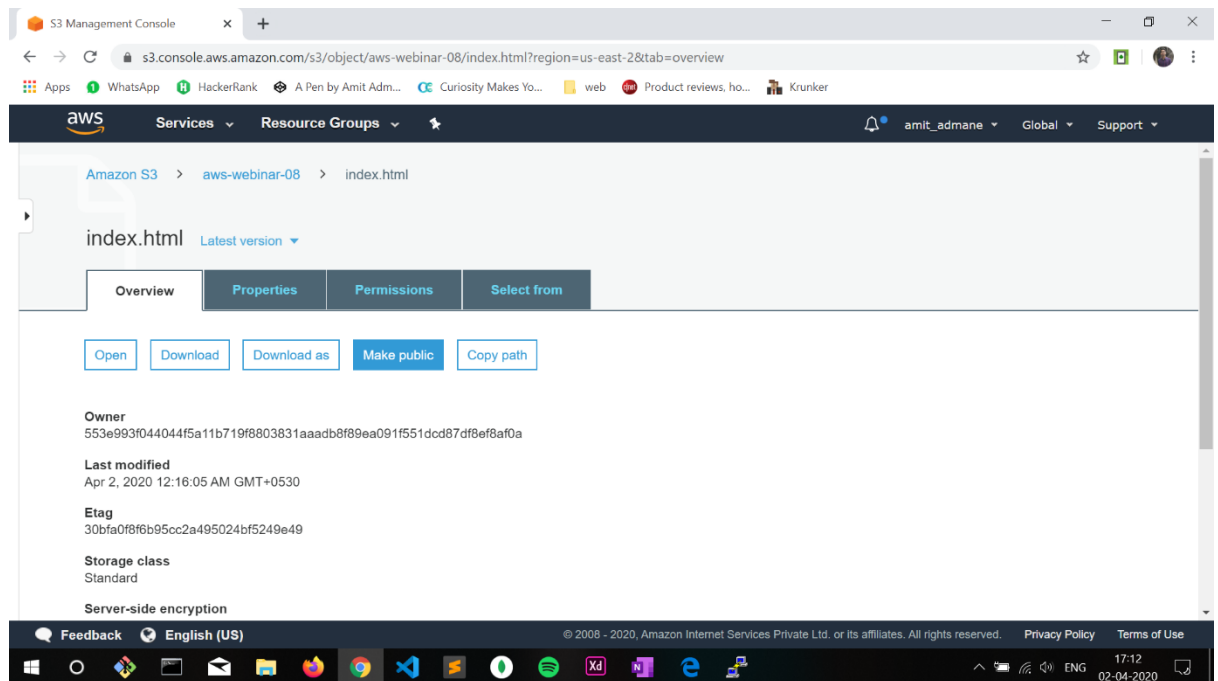 S3 Management Console
s3.console.aws.amazon.com/s3/object/aws-webinar-08/index.html?region=us-east-2&tab=overview
Apps WhatsApp HackerRank A Pen by Amit Adm... Curiosity Makes Yo... web Product reviews, ho... Krunker
aws Services Resource Groups amit_admane Global Support
Amazon S3 > aws-webinar-08 > index.html
index.html Latest version
Overview Properties Permissions Select from
Open Download Download as Make public Copy path
Owner
553e993f044044f5a11b719f8803831aaadb8f89ea091f551dcd87df8ef8af0a
Last modified
Apr 2, 2020 12:16:05 AM GMT+0530
Etag
30bfa0f8f6b95cc2a495024bf5249e49
Storage class
Standard
Server-side encryption
Feedback English (US) © 2008 - 2020, Amazon Internet Services Private Ltd. or its affiliates. All rights reserved. Privacy Policy Terms of Use
Xd N ENG 17:12
02-04-2020